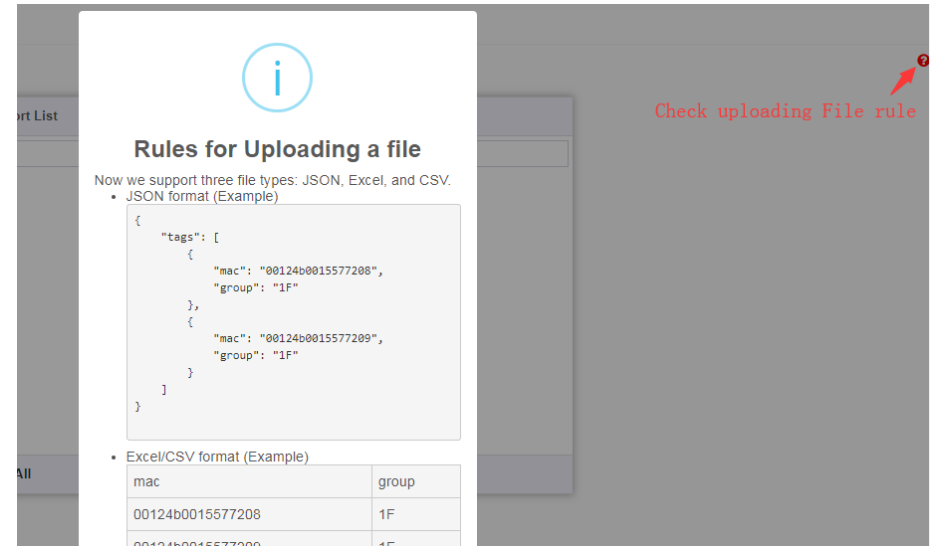 i
?
Check uploading File rule
ort List
Rules for Uploading a file
Now we support three file types: JSON, Excel, and CSV.
• JSON format (Example)
{
    "tags": [
        {
            "mac": "00124b0015577208",
            "group": "1F"
        },
        {
            "mac": "00124b0015577209",
            "group": "1F"
        }
    ]
}
• Excel/CSV format (Example)
All
mac group
00124b0015577208 1F
00124b0015577209 1F